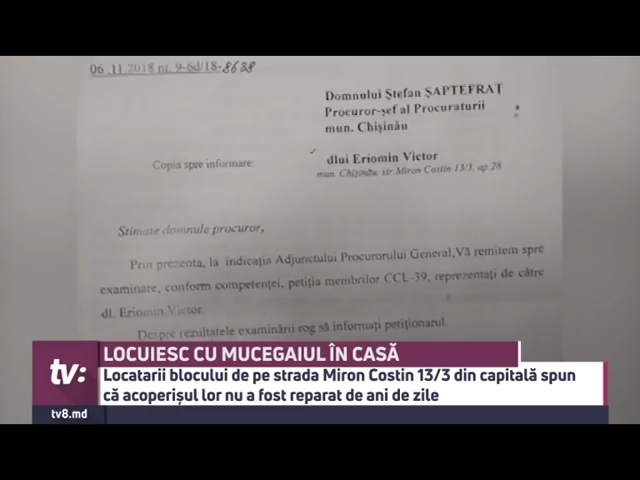 06.11.2018 nr. 9-6d/18-8638
Domnului Ştefan ŞAPTEFRAŢ
Procuror-şef al Procuraturii
mun. Chişinău
Copia spre informare:
dlui Eriomin Victor
mun. Chişinău, str.Miron Costin 13/3, ap.28
Stimate domnule procuror,
Prin prezenta, la indicaţia Adjunctului Procurorului General,Vă remitem spre
examinare, conform competenţei, petiţia membrilor CCL-39, reprezentaţi de către
dl. Eriomin Victor.
Despre rezultatele examinării rog să informaţi petiţionarul.
tv:
LOCUIESC CU MUCEGAIUL ÎN CASĂ
Locatarii blocului de pe strada Miron Costin 13/3 din capitală spun
că acoperișul lor nu a fost reparat de ani de zile
tv8.md